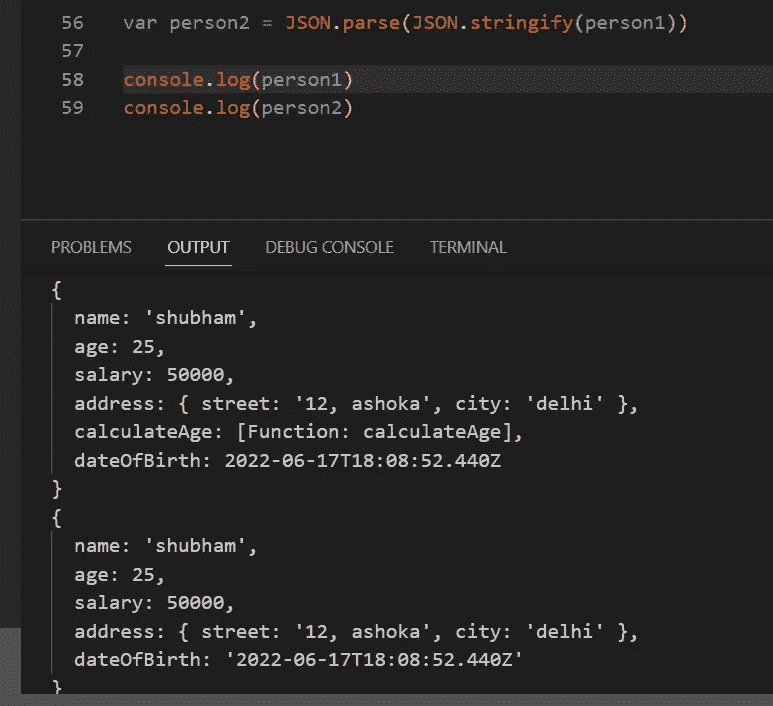 56 var person2 = JSON.parse(JSON.stringify(person1))
57
58 console.log(person1)
59 console.log(person2)
PROBLEMS OUTPUT DEBUG CONSOLE TERMINAL
{
name: 'shubham',
age: 25,
salary: 50000,
address: { street: '12, ashoka', city: 'delhi' },
calculateAge: [Function: calculateAge],
dateOfBirth: 2022-06-17T18:08:52.440Z
}
{
name: 'shubham',
age: 25,
salary: 50000,
address: { street: '12, ashoka', city: 'delhi' },
dateOfBirth: '2022-06-17T18:08:52.440Z'
}